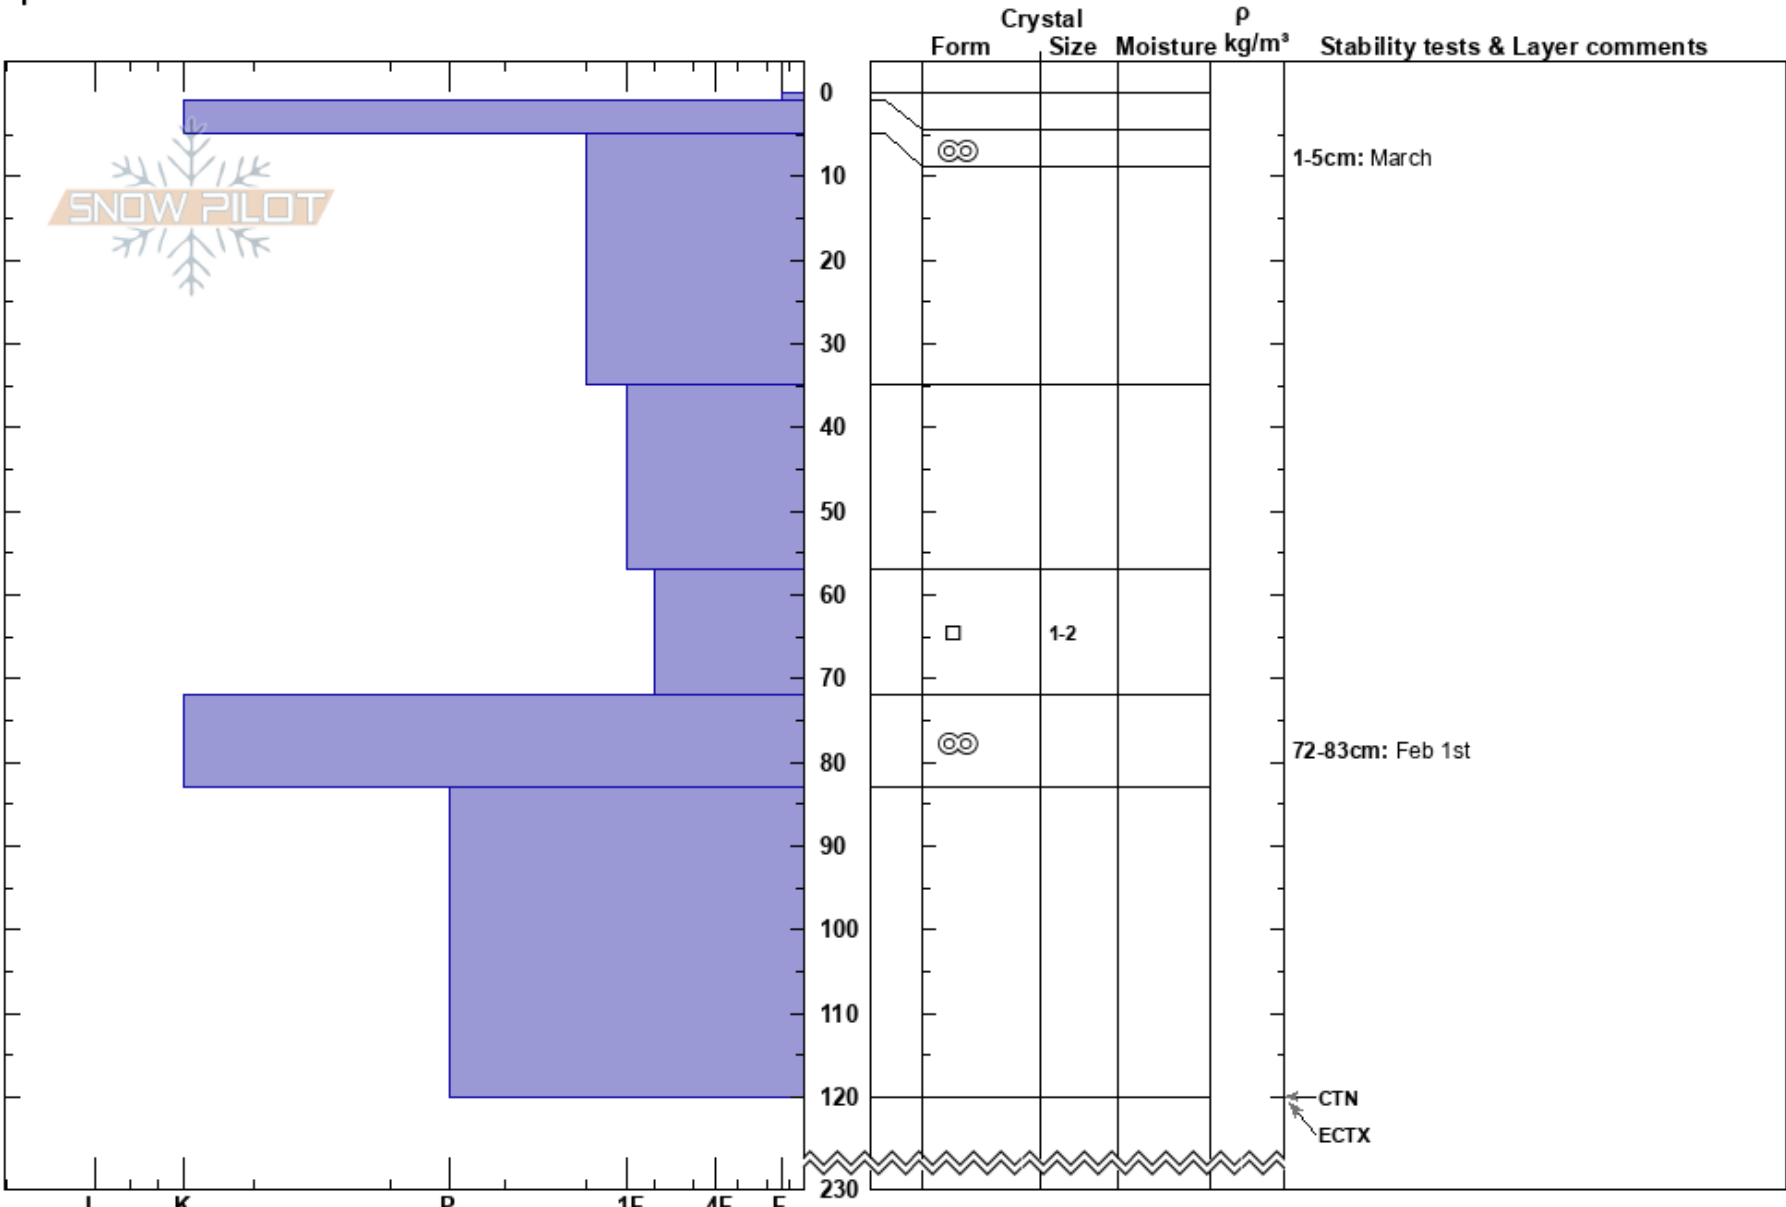 Crystal ρ
Form Size Moisture kg/m³ Stability tests & Layer comments
0
1-5cm: March
10
SNOW PILOT
20
30
40
50
60
1-2
70
72-83cm: Feb 1st
80
90
100
110
120 CTN
ECTX
230
I K P 1F 4F F